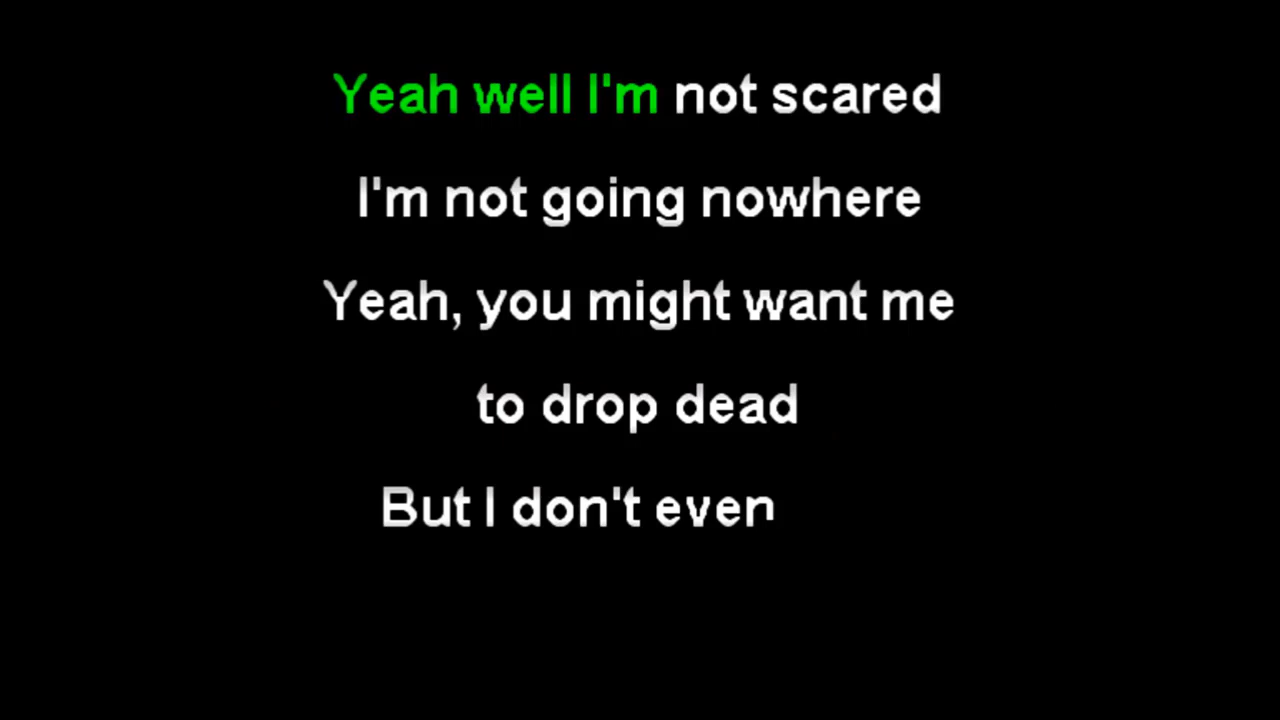 Yeah well I'm not scared
I'm not going nowhere
Yeah, you might want me
to drop dead
But I don't even